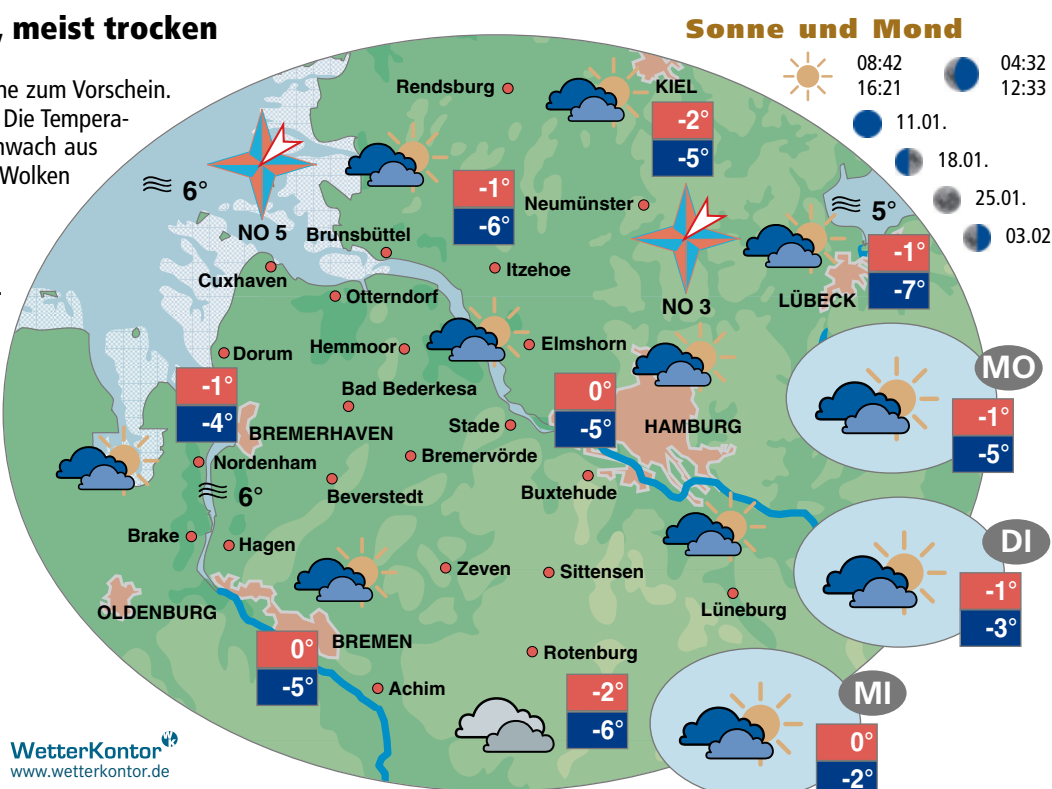 , meist trocken
ne zum Vorschein.
Die Tempera-
hwach aus
Wolken
.
Sonne und Mond
08:42
16:21
04:32
12:33
11.01.
18.01.
25.01.
03.02
Rendsburg
KIEL
-2°
-5°
6°
NO 5
-1°
-6°
Neumünster
5°
Brunsbüttel
Itzehoe
NO 3
-1°
-7°
LÜBECK
Cuxhaven
Otterndorf
Dorum
Hemmoor
Elmshorn
MO
-1°
-5°
-1°
-4°
Bad Bederkesa
0°
-5°
BREMERHAVEN
Stade
HAMBURG
Nordenham
Bremervörde
6°
Beverstedt
Buxtehude
Brake
Hagen
DI
-1°
-3°
Zeven
Sittensen
Lüneburg
OLDENBURG
BREMEN
0°
-5°
Rotenburg
Achim
-2°
-6°
MI
0°
-2°
WetterKontor
wk
www.wetterkontor.de